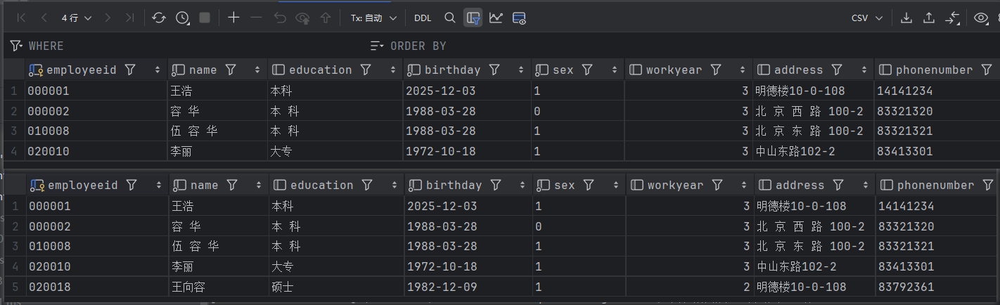 4 行 Tx: 自动 DDL CSV
WHERE ORDER BY
employeeid name education birthday sex workyear address phonenumber
1 000001 王浩 本科 2025-12-03 1 3 明德楼10-0-108 14141234
2 000002 容 华 本 科 1988-03-28 0 3 北 京 西 路 100-2 83321320
3 010008 伍 容 华 本 科 1988-03-28 1 3 北 京 东 路 100-2 83321321
4 020010 李丽 大专 1972-10-18 1 3 中山东路102-2 83413301
employeeid name education birthday sex workyear address phonenumber
1 000001 王浩 本科 2025-12-03 1 3 明德楼10-0-108 14141234
2 000002 容 华 本 科 1988-03-28 0 3 北 京 西 路 100-2 83321320
3 010008 伍 容 华 本 科 1988-03-28 1 3 北 京 东 路 100-2 83321321
4 020010 李丽 大专 1972-10-18 1 3 中山东路102-2 83413301
5 020018 王向容 硕士 1982-12-09 1 2 明德楼10-0-108 83792361